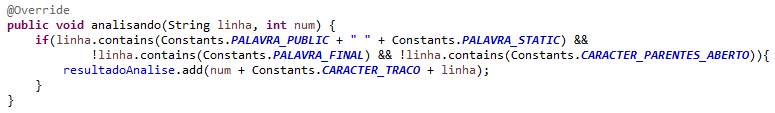 @Override
public void analisando(String linha, int num) {
if(linha.contains(Constants.PALAVRA_PUBLIC + " " + Constants.PALAVRA_STATIC) &&
!linha.contains(Constants.PALAVRA_FINAL) && !linha.contains(Constants.CARACTER_PARENTES_ABERTO)){
resultadoAnalise.add(num + Constants.CARACTER_TRACO + linha);
}
}